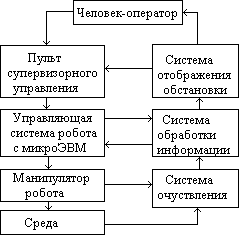 Человек-оператор
Пульт
супервизорного
управления
Система
отображения
обстановки
Управляющая
система робота
с микроЭВМ
Система
обработки
информации
Манипулятор
робота
Система
очуствления
Среда